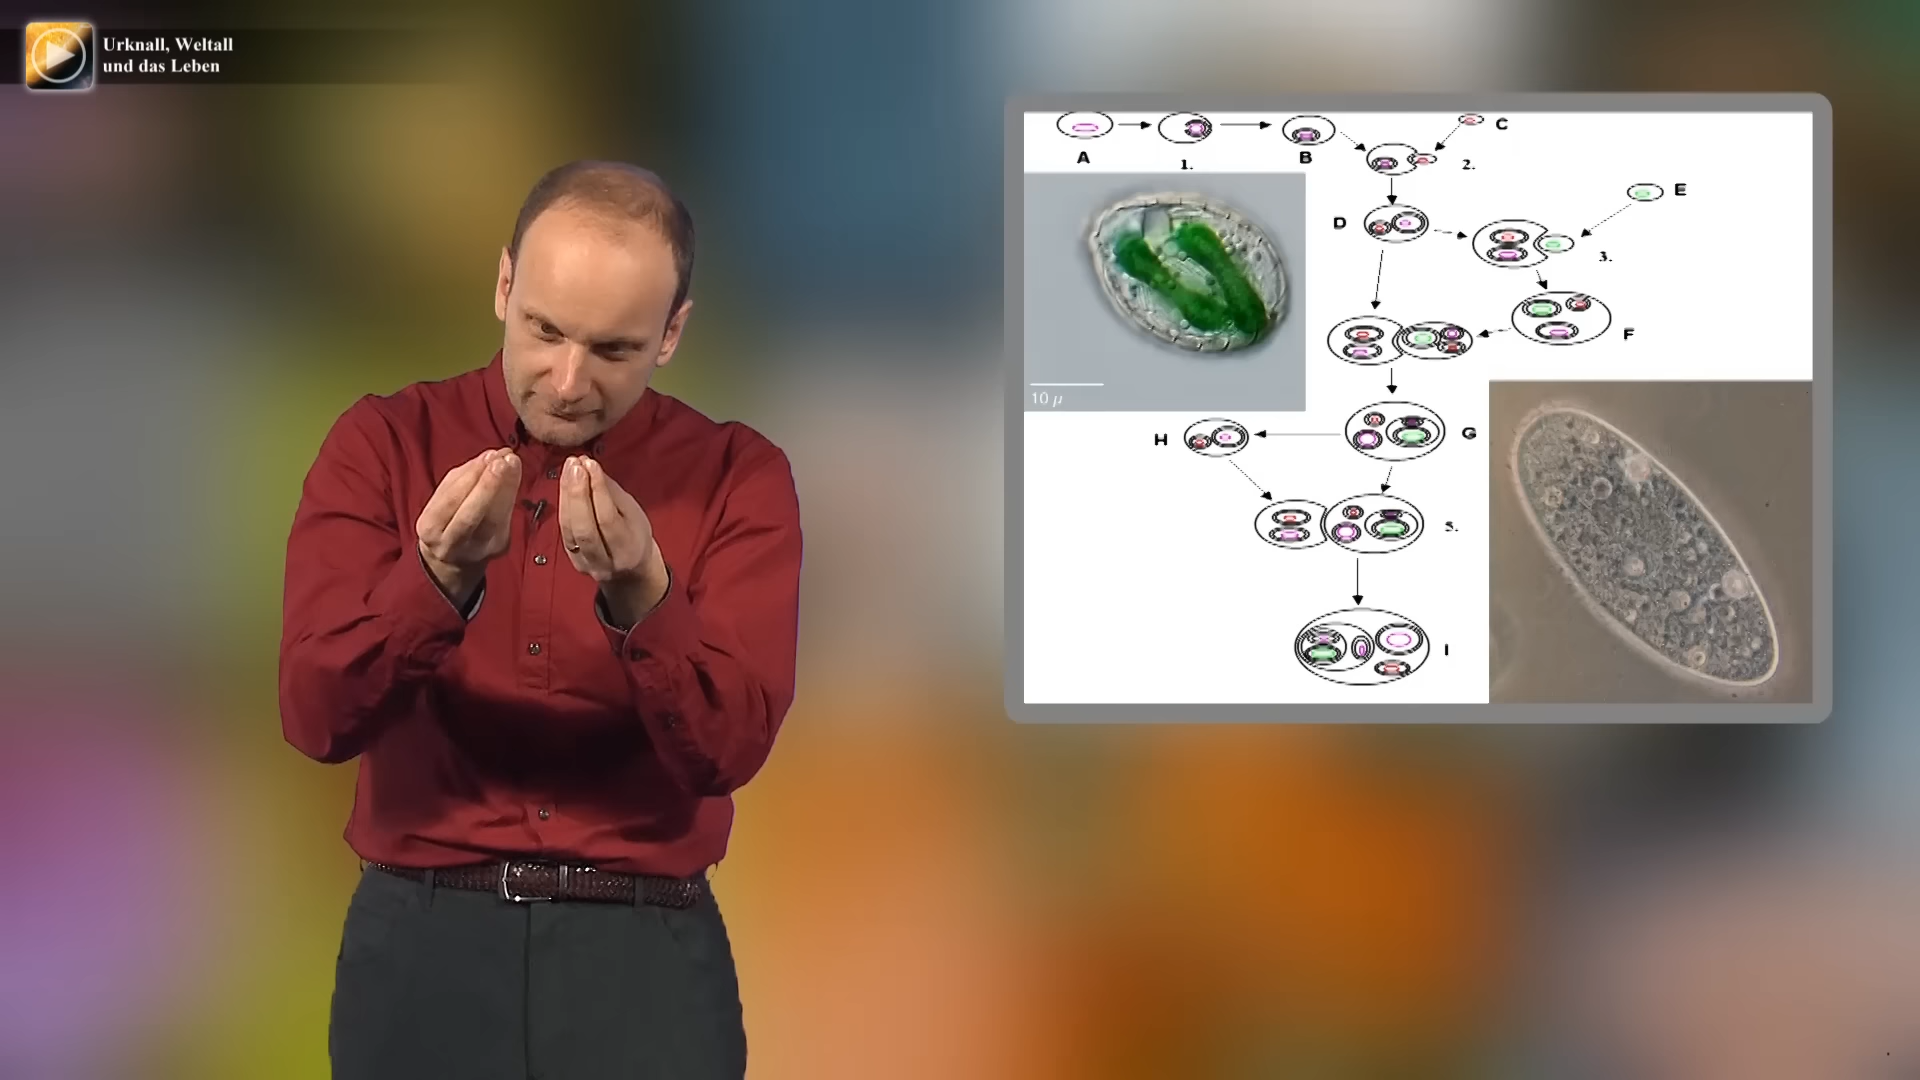 Urknall, Weltall
und das Leben
A
1.
B
C
2.
E
D
3.
F
10 µ
H
G
5.
I